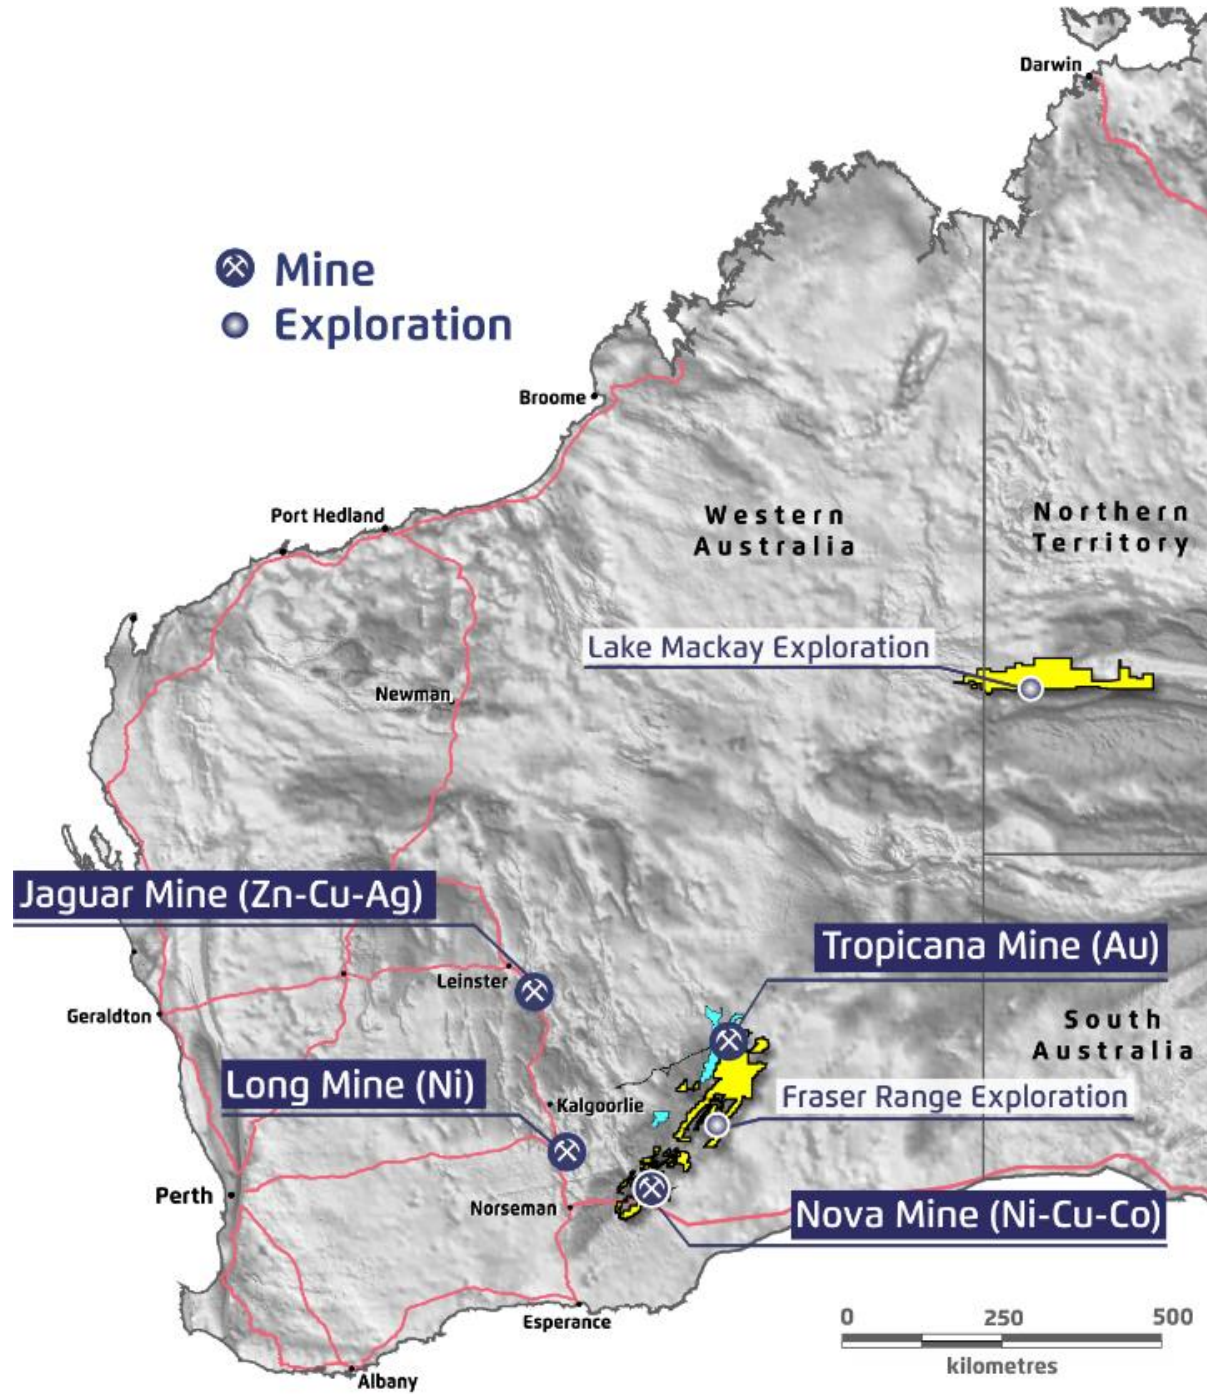 Darwin
Mine
Exploration
Broome
Port Hedland
Western
Australia
Northern
Territory
Lake Mackay Exploration
Newman
Jaguar Mine (Zn-Cu-Ag)
Tropicana Mine (Au)
Leinster
Geraldton
South
Australia
Long Mine (Ni)
Kalgoorlie
Fraser Range Exploration
Perth
Norseman
Nova Mine (Ni-Cu-Co)
Esperance
0 250 500
kilometres
Albany